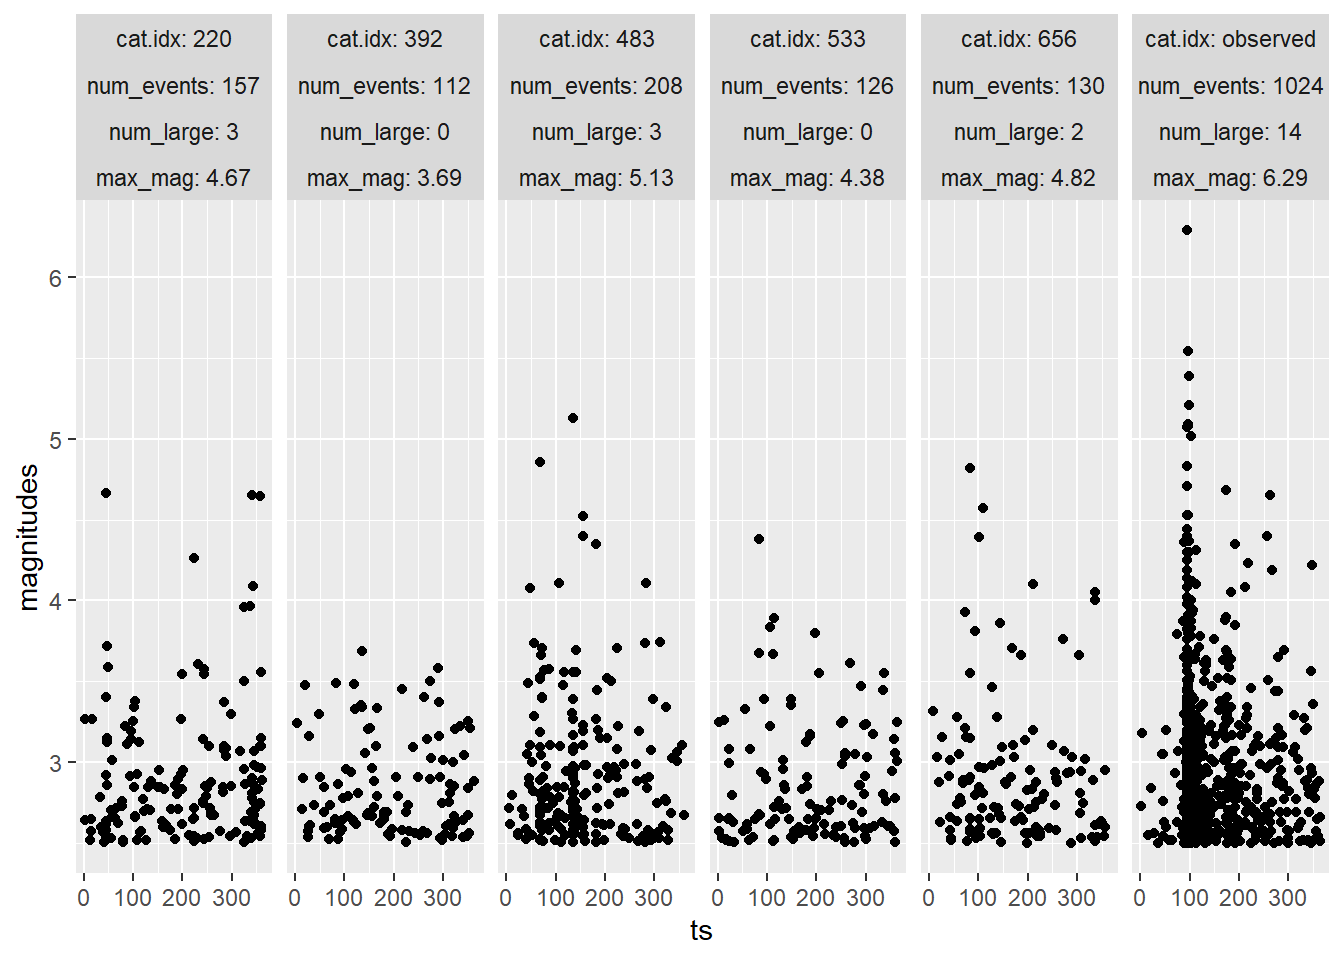 cat.idx: 220
num_events: 157
num_large: 3
max_mag: 4.67
cat.idx: 392
num_events: 112
num_large: 0
max_mag: 3.69
cat.idx: 483
num_events: 208
num_large: 3
max_mag: 5.13
cat.idx: 533
num_events: 126
num_large: 0
max_mag: 4.38
cat.idx: 656
num_events: 130
num_large: 2
max_mag: 4.82
cat.idx: observed
num_events: 1024
num_large: 14
max_mag: 6.29
magnitudes
6
5
4
3
0 100 200 300
0 100 200 300
0 100 200 300
0 100 200 300
0 100 200 300
0 100 200 300
ts